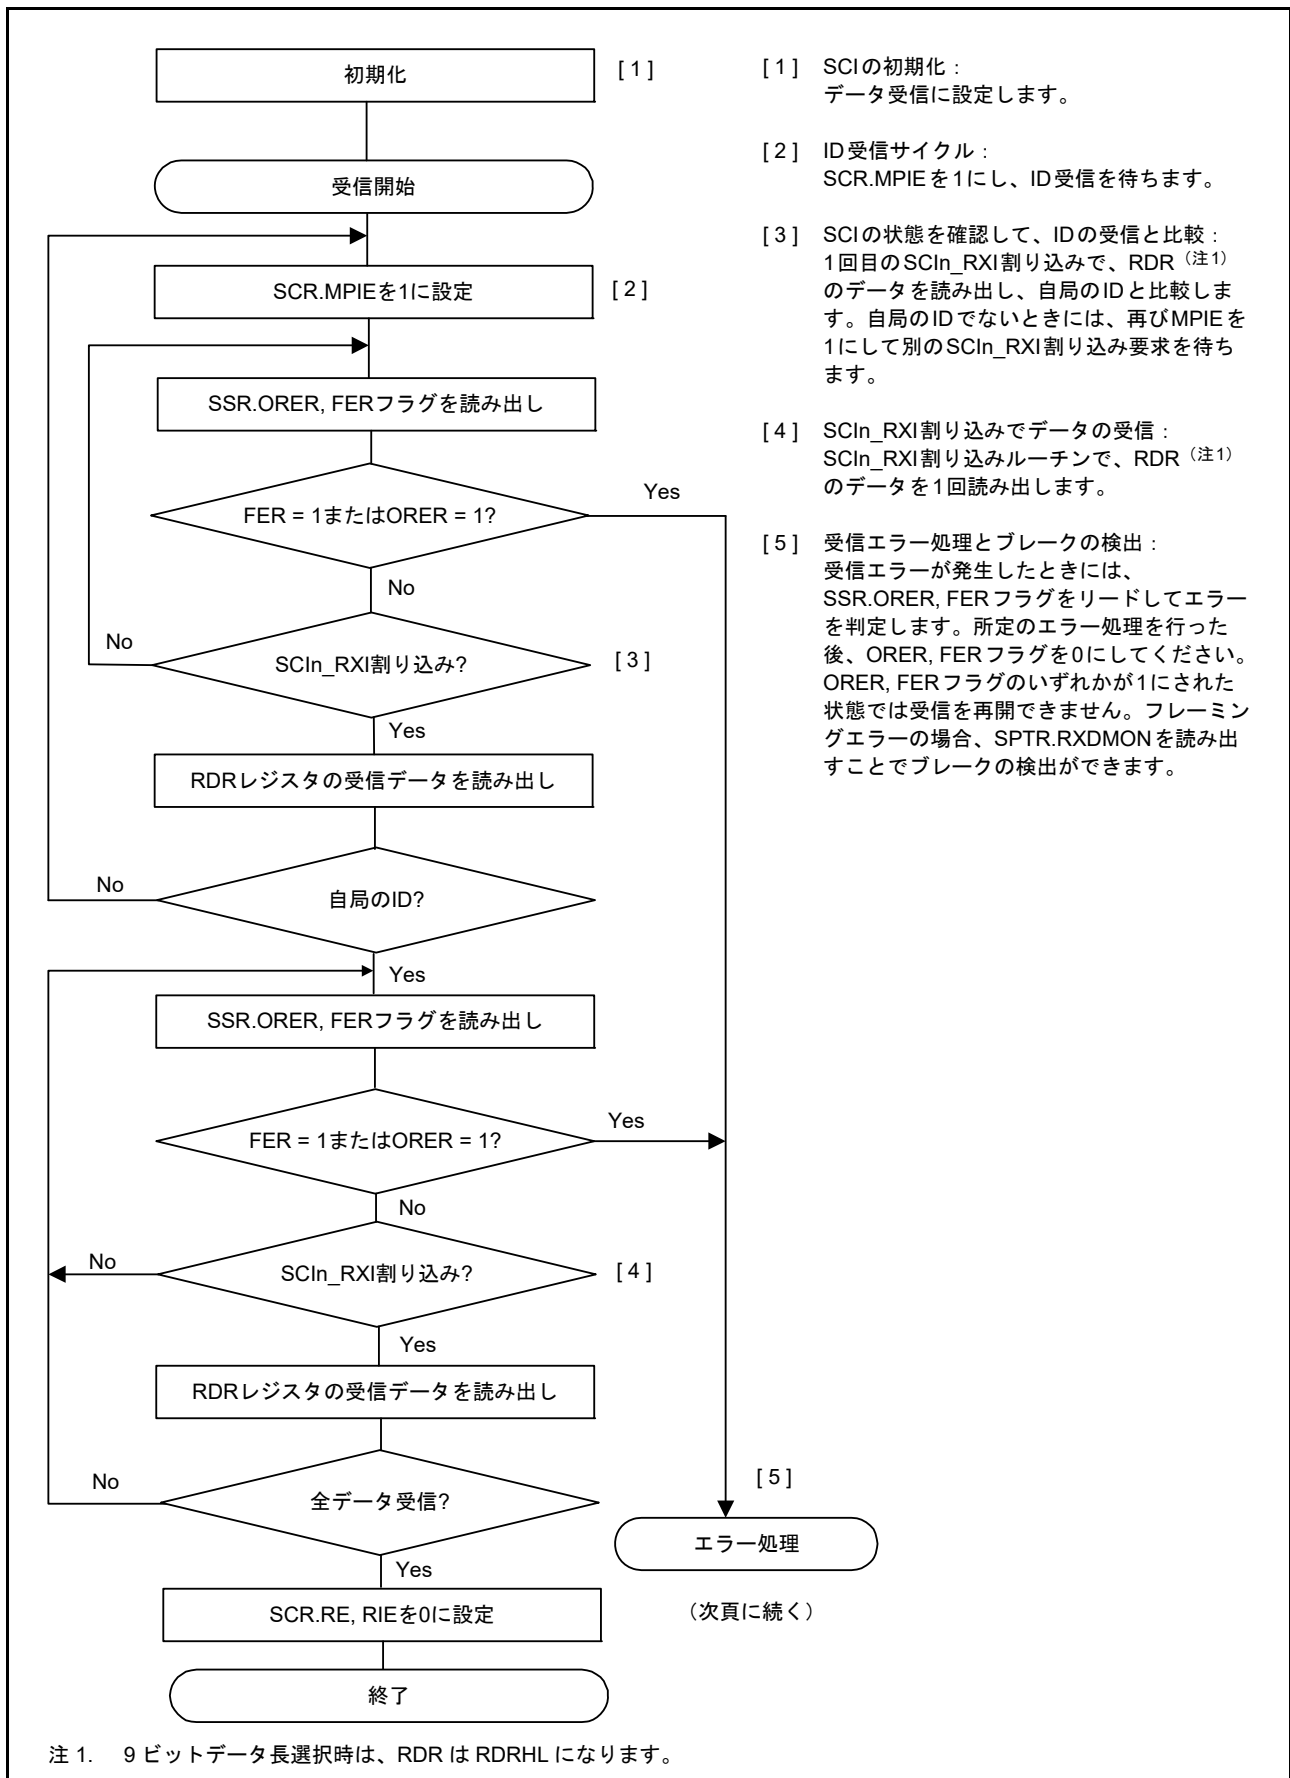 初期化
[ 1 ]
受信開始
SCR.MPIEを1に設定
[ 2 ]
SSR.ORER, FERフラグを読み出し
FER = 1またはORER = 1?
Yes
No
SCIn_RXI割り込み?
No
[ 3 ]
Yes
RDRレジスタの受信データを読み出し
自局のID?
No
Yes
SSR.ORER, FERフラグを読み出し
FER = 1またはORER = 1?
Yes
No
SCIn_RXI割り込み?
No
[ 4 ]
Yes
RDRレジスタの受信データを読み出し
全データ受信?
No
[ 5 ]
エラー処理
(次頁に続く)
Yes
SCR.RE, RIEを0に設定
終了
[ 1 ] SCIの初期化:
データ受信に設定します。
[ 2 ] ID受信サイクル:
SCR.MPIEを1にし、ID受信を待ちます。
[ 3 ] SCIの状態を確認して、IDの受信と比較:
1回目のSCIn_RXI割り込みで、RDR(注1)
のデータを読み出し、自局のIDと比較しま
す。自局のIDでないときには、再びMPIEを
1にして別のSCIn_RXI割り込み要求を待ち
ます。
[ 4 ] SCIn_RXI割り込みでデータの受信:
SCIn_RXI割り込みルーチンで、RDR(注1)
のデータを1回読み出します。
[ 5 ] 受信エラー処理とブレークの検出:
受信エラーが発生したときには、
SSR.ORER, FERフラグをリードしてエラー
を判定します。所定のエラー処理を行った
後、ORER, FERフラグを0にしてください。
ORER, FERフラグのいずれかが1にされた
状態では受信を再開できません。フレーミン
グエラーの場合、SPTR.RXDMONを読み出
すことでブレークの検出ができます。
注 1. 9 ビットデータ長選択時は、RDR は RDRHL になります。